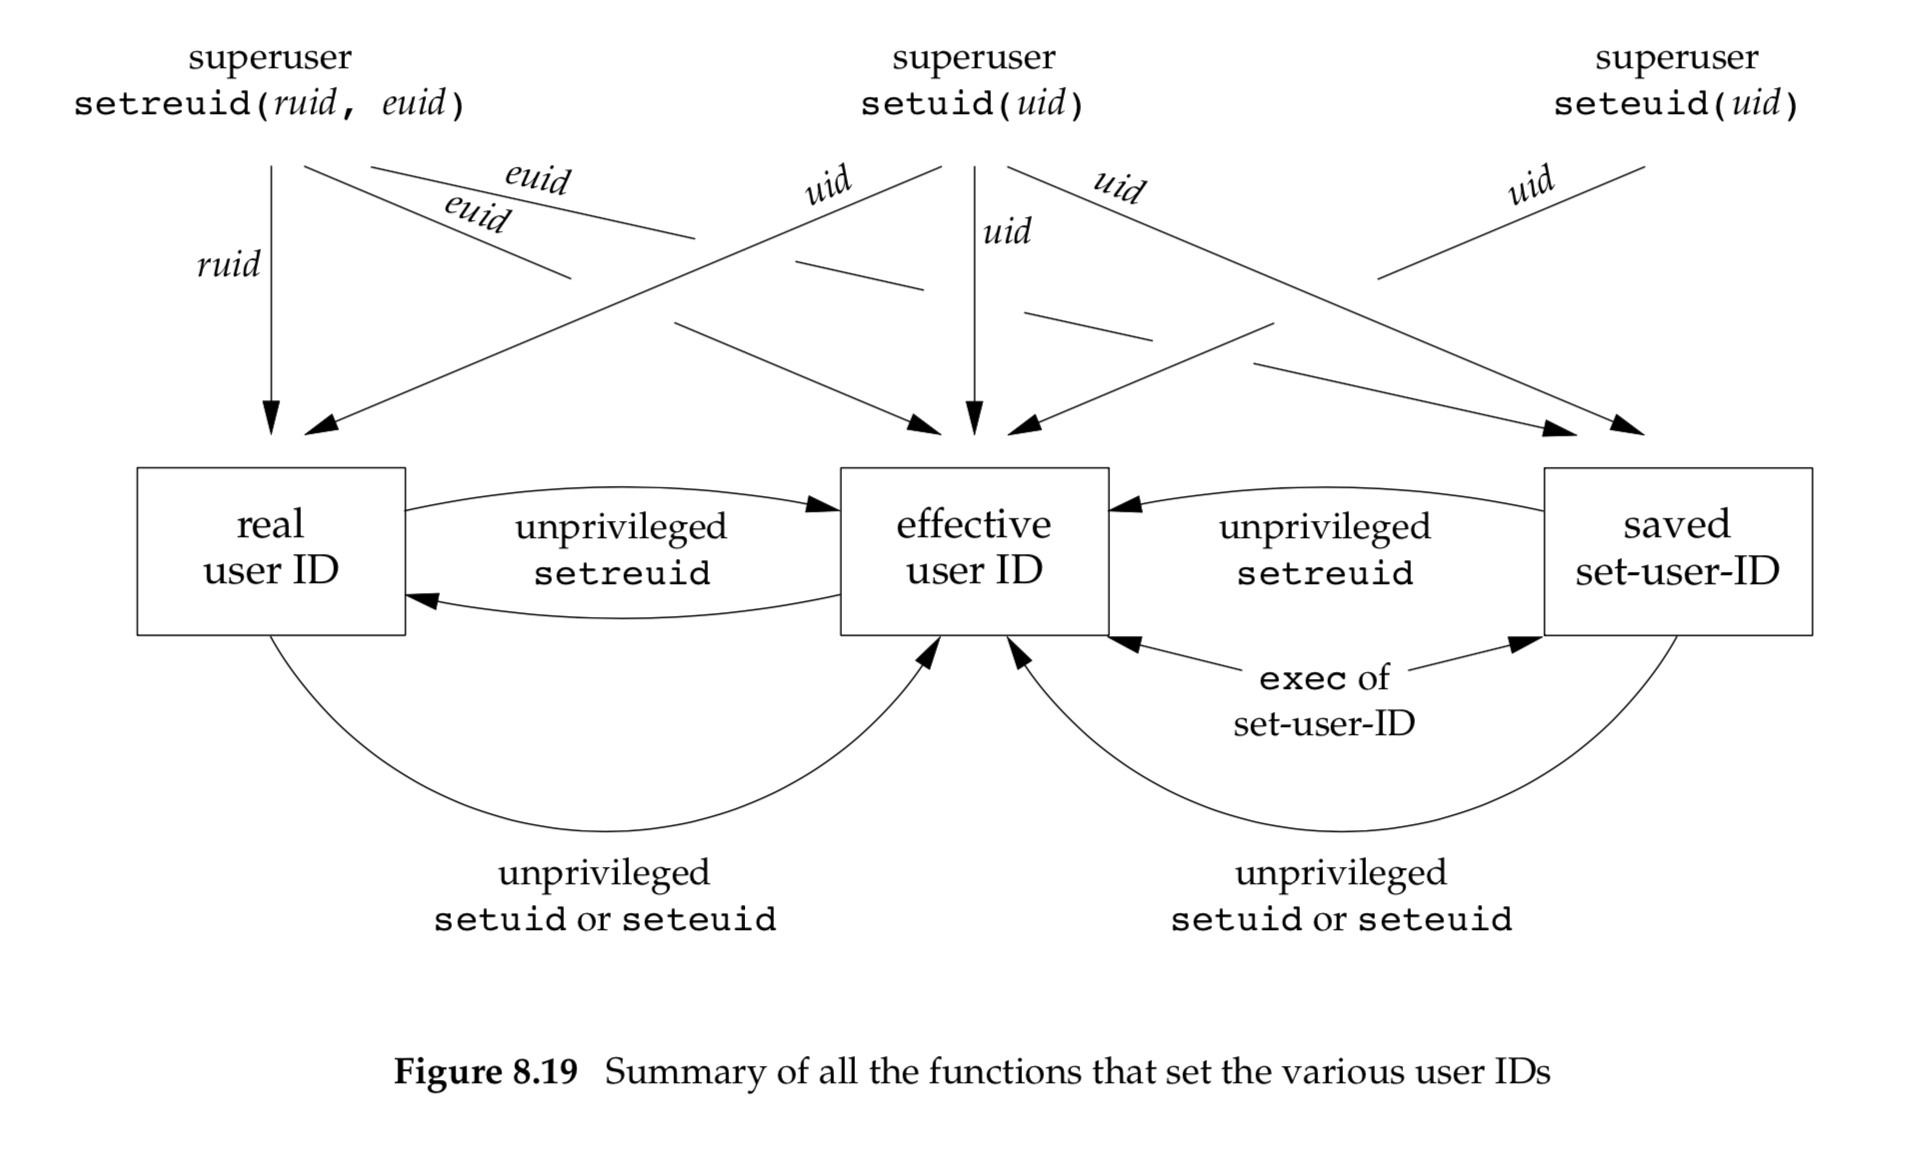 superuser
setreuid(ruid, euid)
superuser
setuid(uid)
superuser
seteuid(uid)
euid
euid
ruid
uid
uid
uid
uid
real
user ID
unprivileged
setreuid
effective
user ID
unprivileged
setreuid
saved
set-user-ID
exec of
set-user-ID
unprivileged
setuid or seteuid
unprivileged
setuid or seteuid
Figure 8.19 Summary of all the functions that set the various user IDs